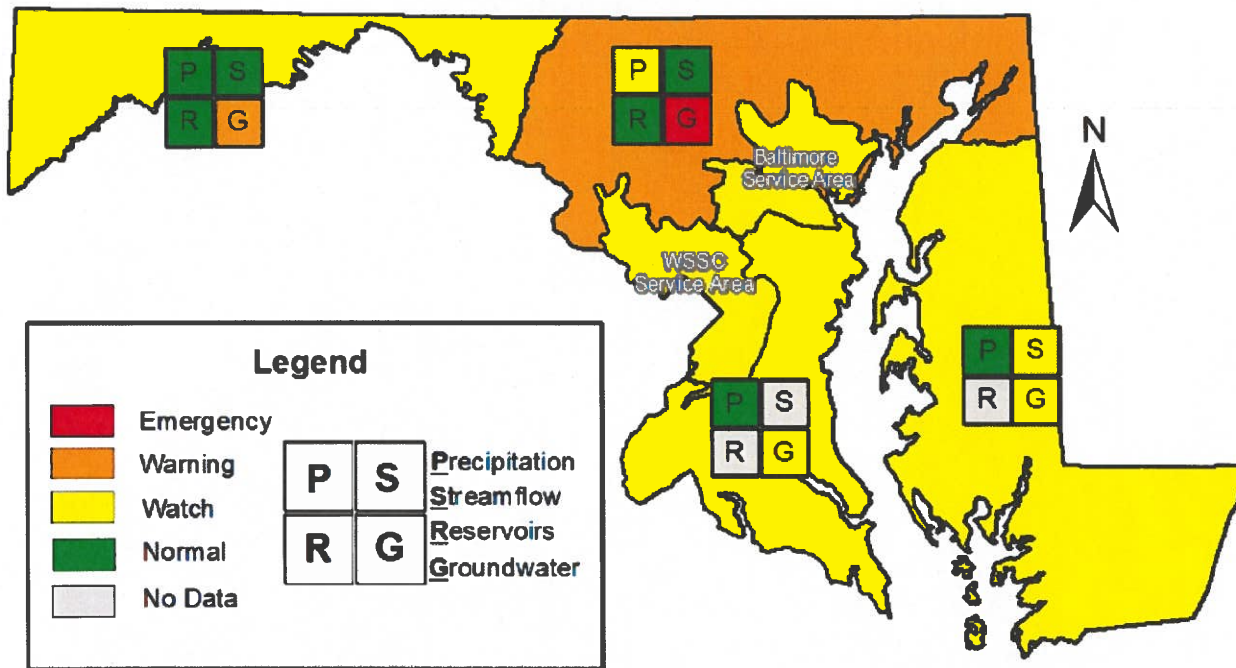 P S
R G
P S
R G
Baltimore
Service Area
N
WSSC
Service Area
P S
R G
P S
R G
Legend
Emergency
Warning
Watch
Normal
No Data
P S
R G
Precipitation
Streamflow
Reservoirs
Groundwater